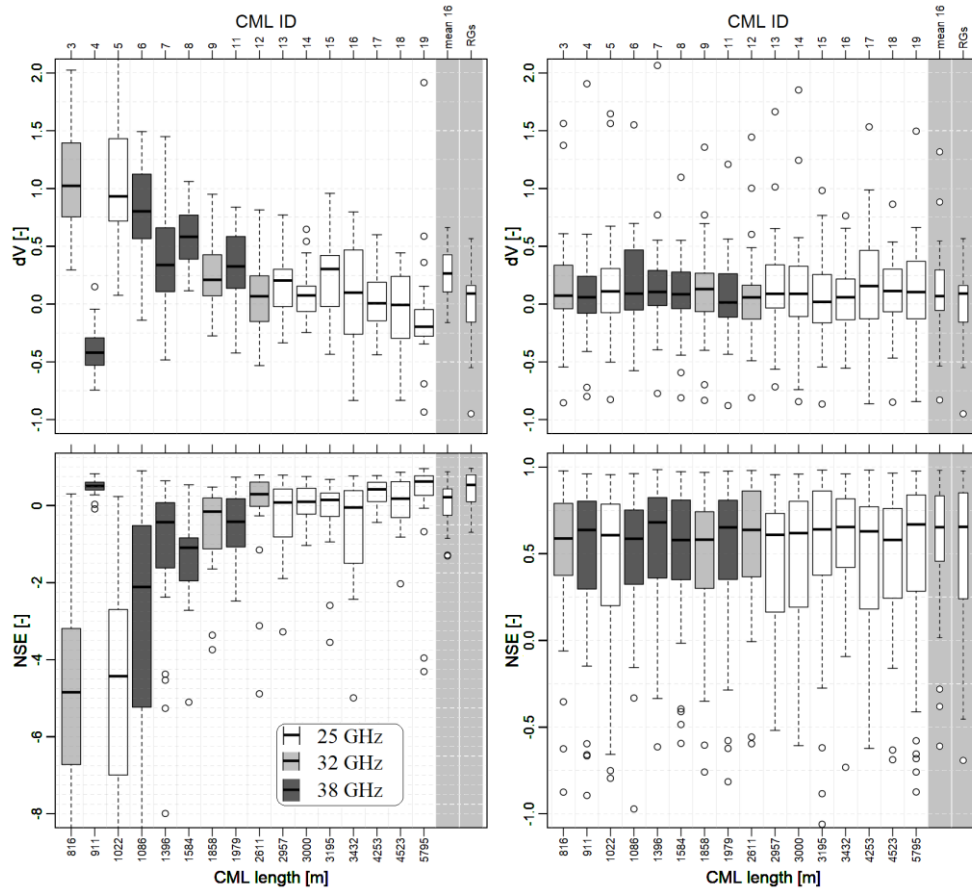 CML ID CML ID
3 4 5 6 7 8 9 11 12 13 14 15 16 17 18 19 mean 16 RGs
3 4 5 6 7 8 9 11 12 13 14 15 16 17 18 19 mean 16 RGs
dV [-]
2.0
1.5
1.0
0.5
0.0
-0.5
-1.0
dV [-]
2.0
1.5
1.0
0.5
0.0
-0.5
-1.0
NSE [-]
0
-2
-4
-6
-8
25 GHz
32 GHz
38 GHz
NSE [-]
1.0
0.5
0.0
-0.5
-1.0
816 911 1022 1086 1396 1584 1858 1979 2611 2957 3000 3195 3432 4253 4523 5795
CML length [m]
816 911 1022 1086 1396 1584 1858 1979 2611 2957 3000 3195 3432 4253 4523 5795
CML length [m]